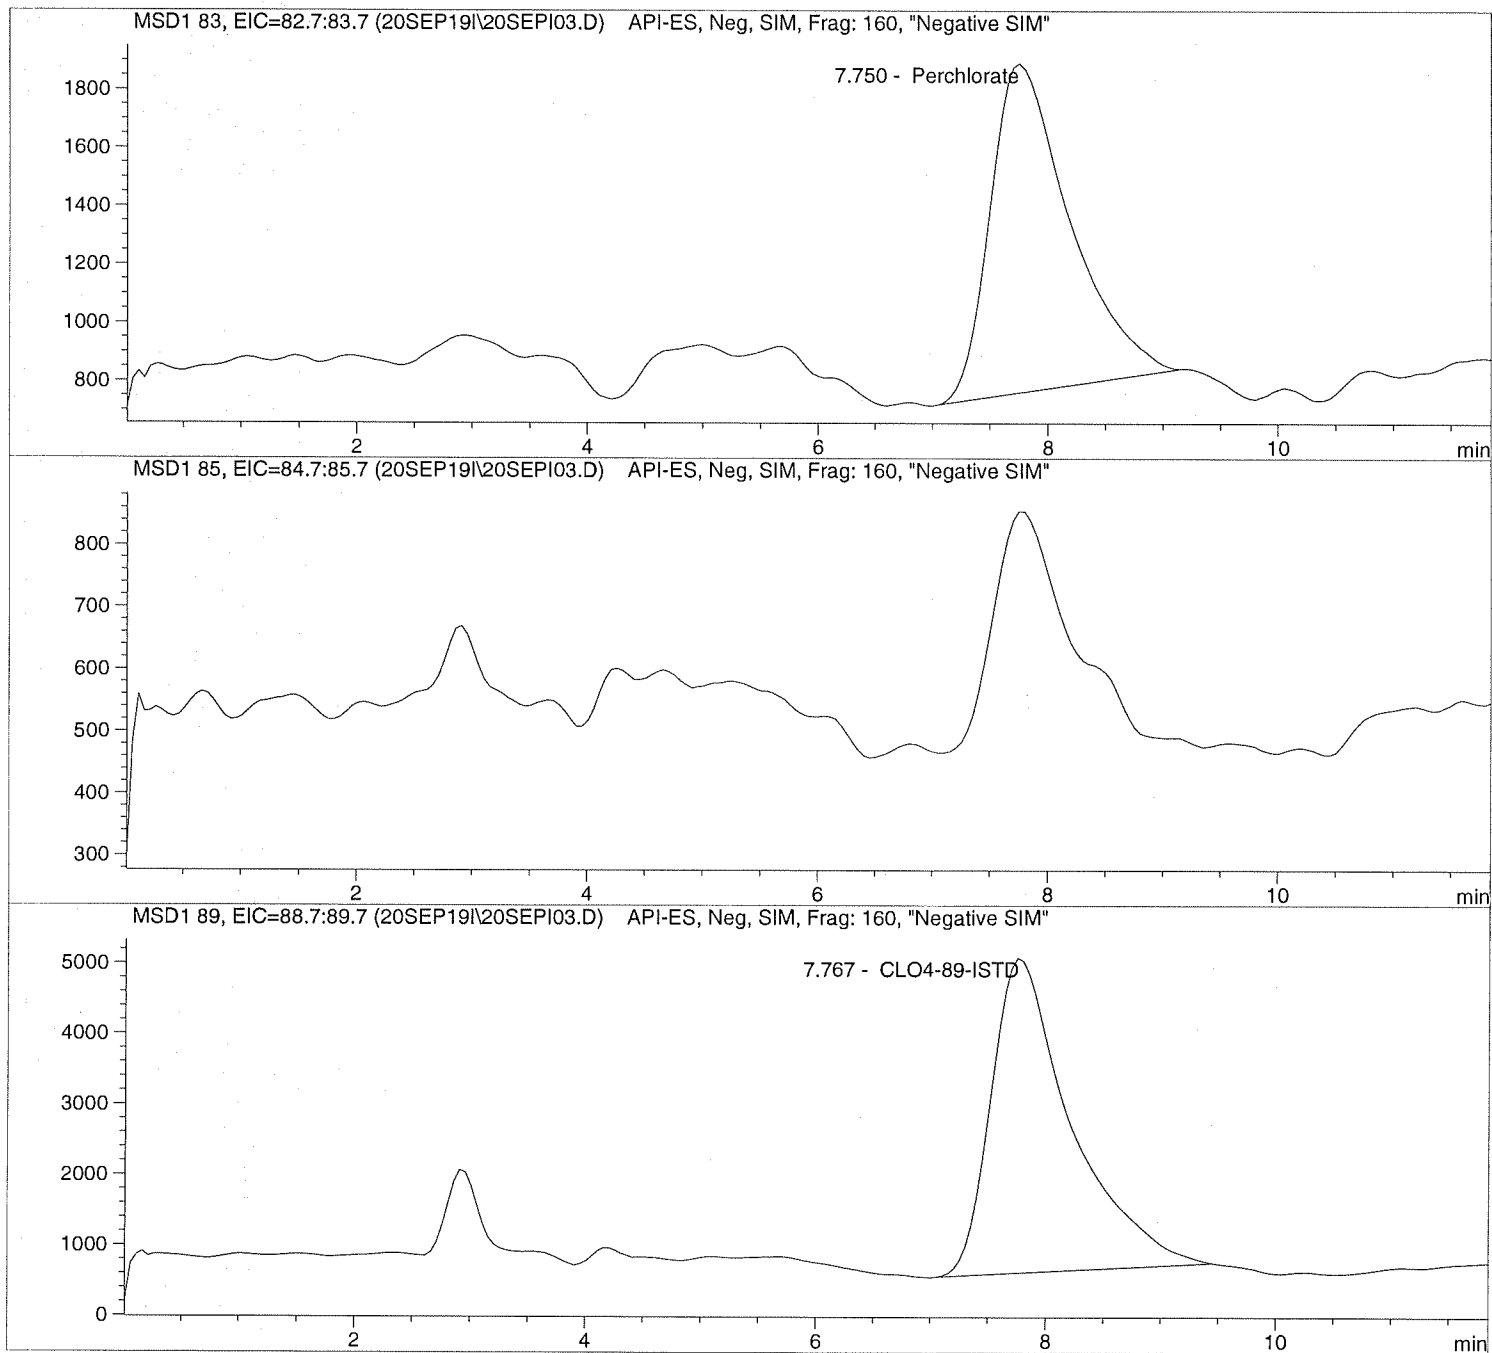 MSD1 83, EIC=82.7:83.7 (20SEP19I\20SEPI03.D) API-ES, Neg, SIM, Frag: 160, "Negative SIM"
7.750 - Perchlorate
1800
1600
1400
1200
1000
800
2 4 6 8 10 min
MSD1 85, EIC=84.7:85.7 (20SEP19I\20SEPI03.D) API-ES, Neg, SIM, Frag: 160, "Negative SIM"
800
700
600
500
400
300
2 4 6 8 10 min
MSD1 89, EIC=88.7:89.7 (20SEP19I\20SEPI03.D) API-ES, Neg, SIM, Frag: 160, "Negative SIM"
5000
7.767 - CLO4-89-ISTD
4000
3000
2000
1000
0
2 4 6 8 10 min